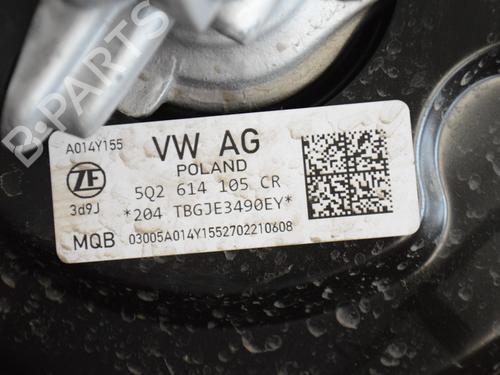 B-PARTS
A014Y155
VW AG
POLAND
ZF
5Q2 614 105 CR
3d9J
*204 TBGJE3490EY*
MQB 03005A014Y1552702210608